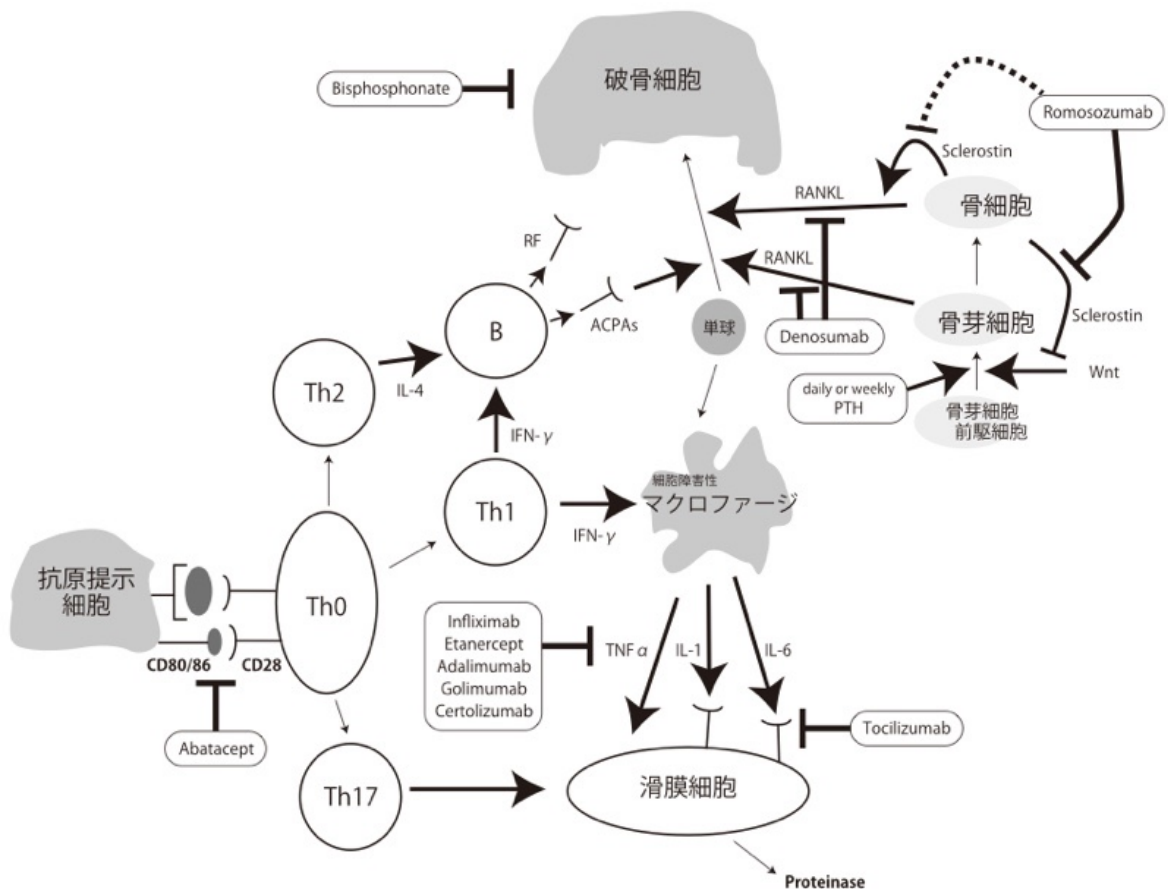 破骨細胞
Bisphosphonate
Romosozumab
Sclerostin
RANKL
骨細胞
RF
RANKL
ACPAs
B
単球
Denosumab
骨芽細胞
Sclerostin
Th2
IL-4
daily or weekly
PTH
Wnt
骨芽細胞
前駆細胞
IFN-γ
細胞障害性
マクロファージ
Th1
IFN-γ
抗原提示
細胞
Th0
CD80/86
CD28
Abatacept
Infliximab
Etanercept
Adalimumab
Golimumab
Certolizumab
TNFα
IL-1
IL-6
Tocilizumab
Th17
滑膜細胞
Proteinase